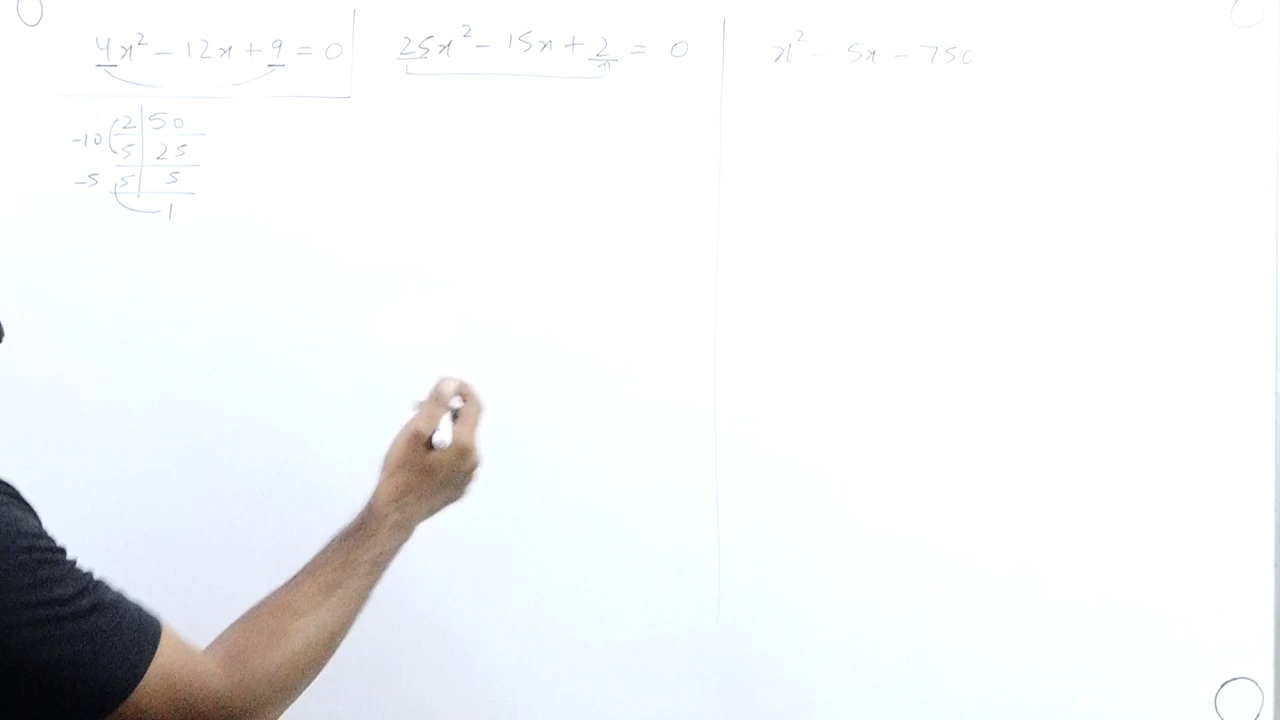 4x² - 12x + 9 = 0
25x² - 15x + 2 = 0
x² - 5x - 750
2 | 50
-10
5 | 25
-5 5 | 5
1